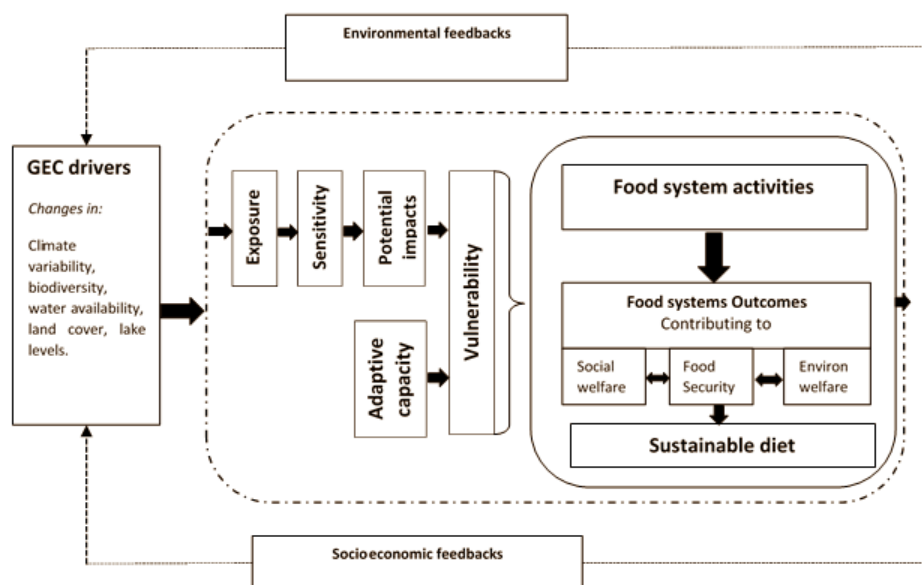 Environmental feedbacks
GEC drivers
Changes in:
Climate
variability,
biodiversity,
water availability,
land cover, lake
levels.
Exposure
Sensitivity
Potential
impacts
Adaptive
capacity
Vulnerability
Food system activities
Food systems Outcomes
Contributing to
Social
welfare
Food
Security
Environ
welfare
Sustainable diet
Socioeconomic feedbacks